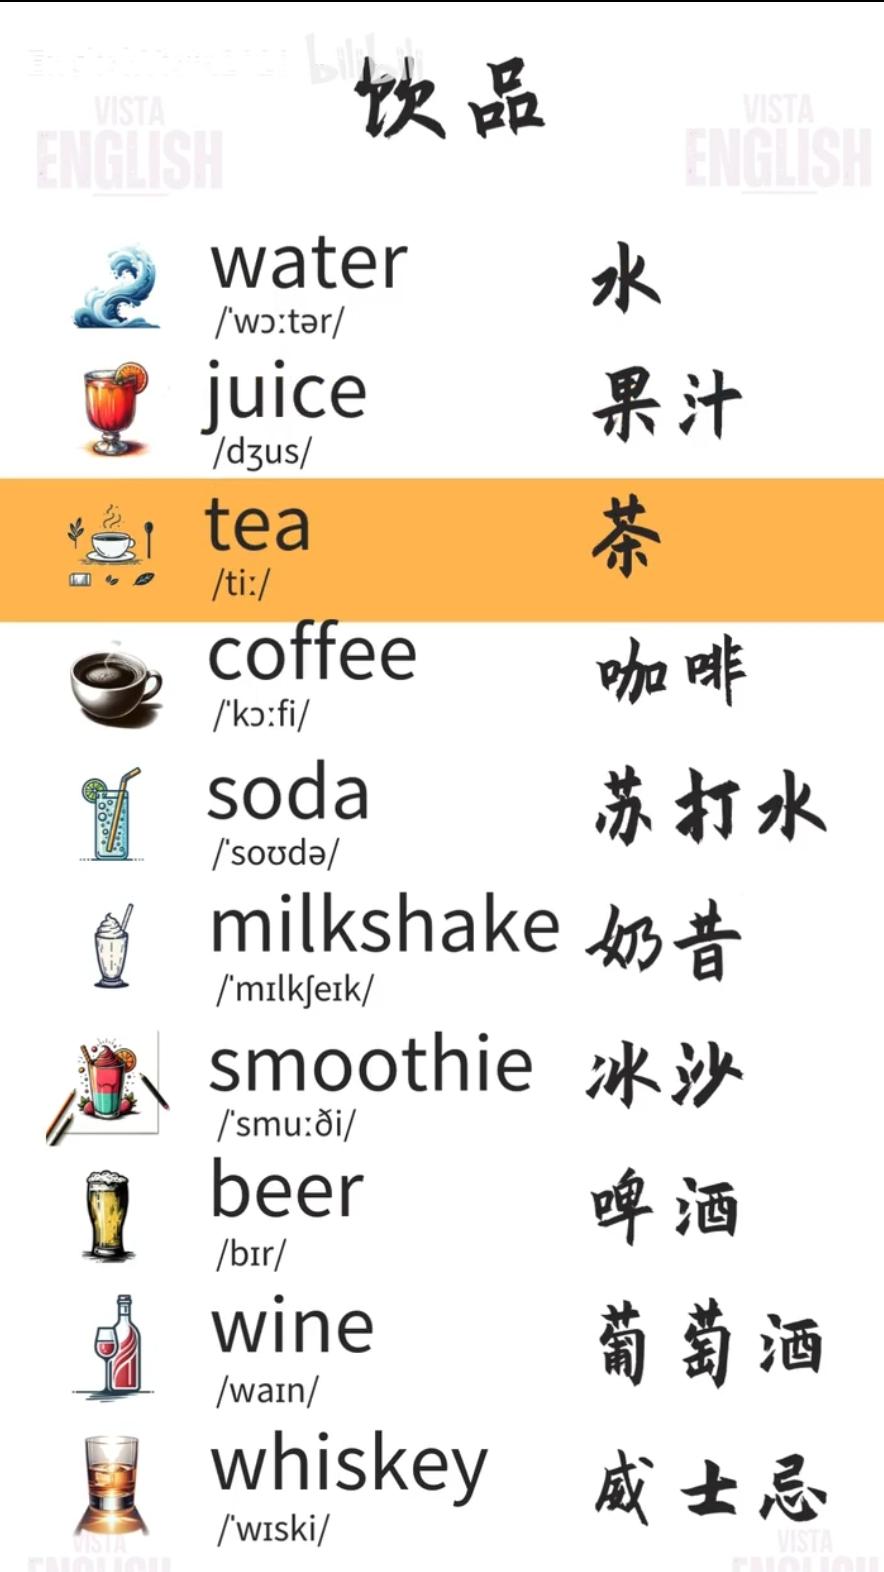 bilibili
饮品
VISTA
ENGLISH
VISTA
ENGLISH
water 水
/ˈwɔːtər/
juice 果汁
/dʒus/
tea 茶
/tiː/
coffee 咖啡
/ˈkɔːfi/
soda 苏打水
/ˈsoʊdə/
milkshake 奶昔
/ˈmɪlkʃeɪk/
smoothie 冰沙
/ˈsmuːði/
beer 啤酒
/bɪr/
wine 葡萄酒
/waɪn/
whiskey 威士忌
/ˈwɪski/
VISTA
ENGLISH
VISTA
ENGLISH